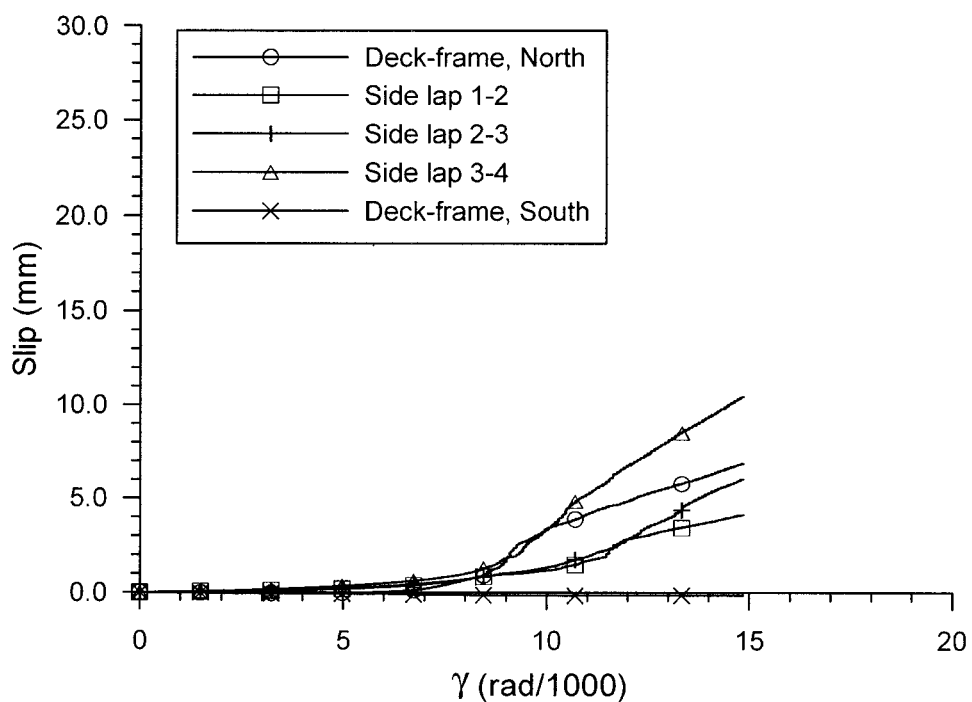 30.0
25.0
20.0
15.0
10.0
5.0
0.0
Slip (mm)
Deck-frame, North
Side lap 1-2
Side lap 2-3
Side lap 3-4
Deck-frame, South
0 5 10 15 20
γ (rad/1000)